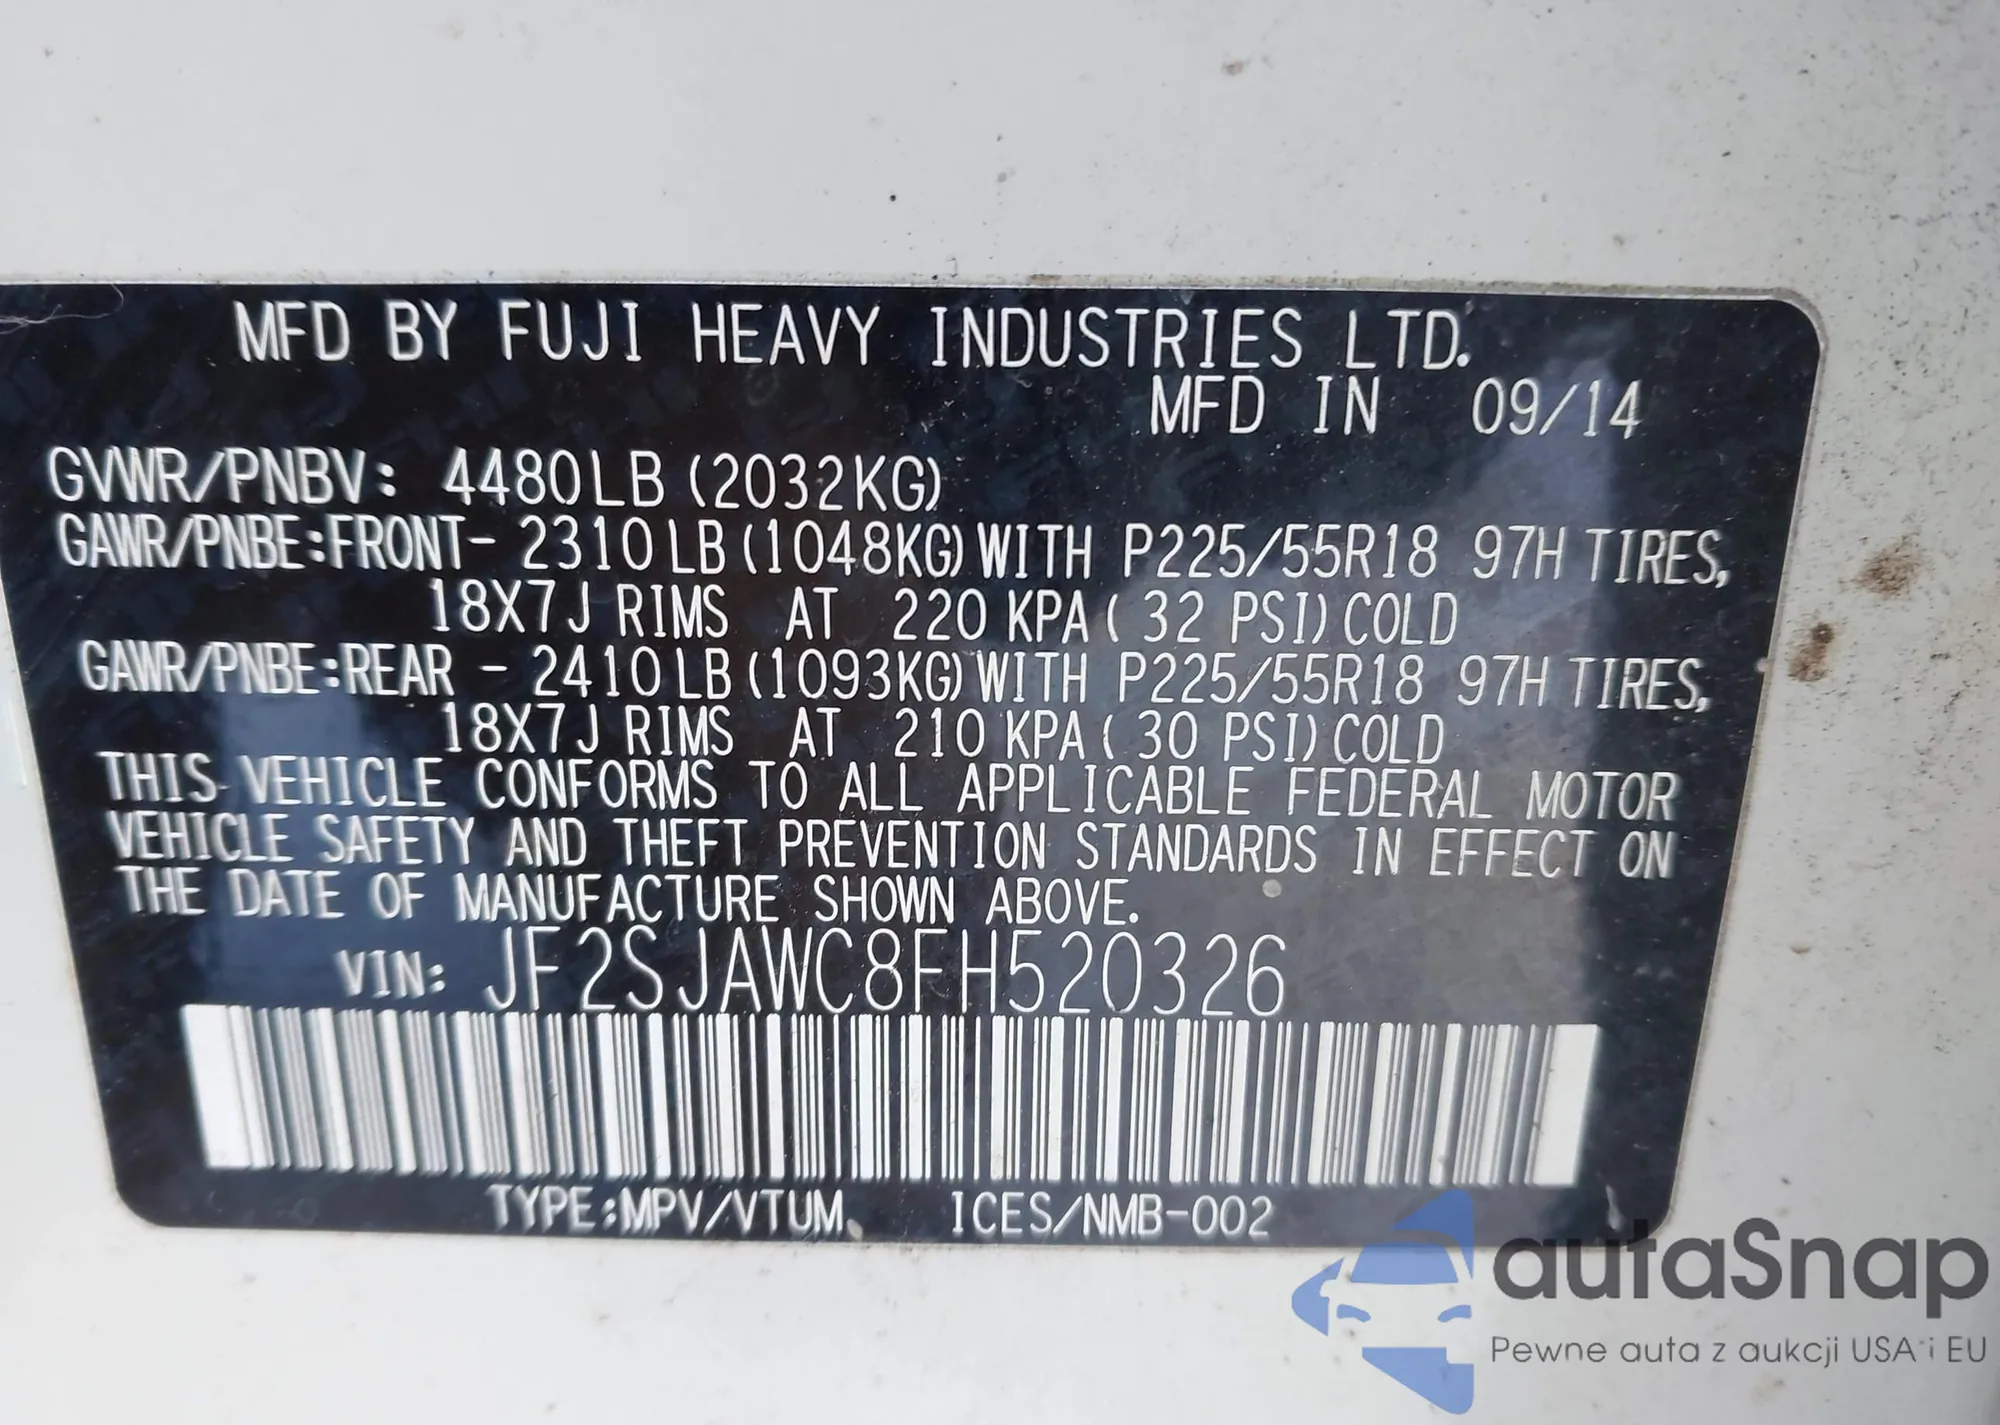 MFD BY FUJI HEAVY INDUSTRIES LTD.
MFD IN 09/14
GVWR/PNBV: 4480LB (2032KG)
GAWR/PNBE:FRONT- 2310LB (1048KG) WITH P225/55R18 97H TIRES,
18X7J RIMS AT 220 KPA ( 32 PSI) COLD
GAWR/PNBE:REAR - 2410LB (1093KG) WITH P225/55R18 97H TIRES,
18X7J RIMS AT 210 KPA ( 30 PSI) COLD
THIS VEHICLE CONFORMS TO ALL APPLICABLE FEDERAL MOTOR
VEHICLE SAFETY AND THEFT PREVENTION STANDARDS IN EFFECT ON
THE DATE OF MANUFACTURE SHOWN ABOVE.
VIN: JF2SJAWC8FH520326
TYPE:MPV/VTUM ICES/NMB-002
autaSnap
Pewne auta z aukcji USA i EU